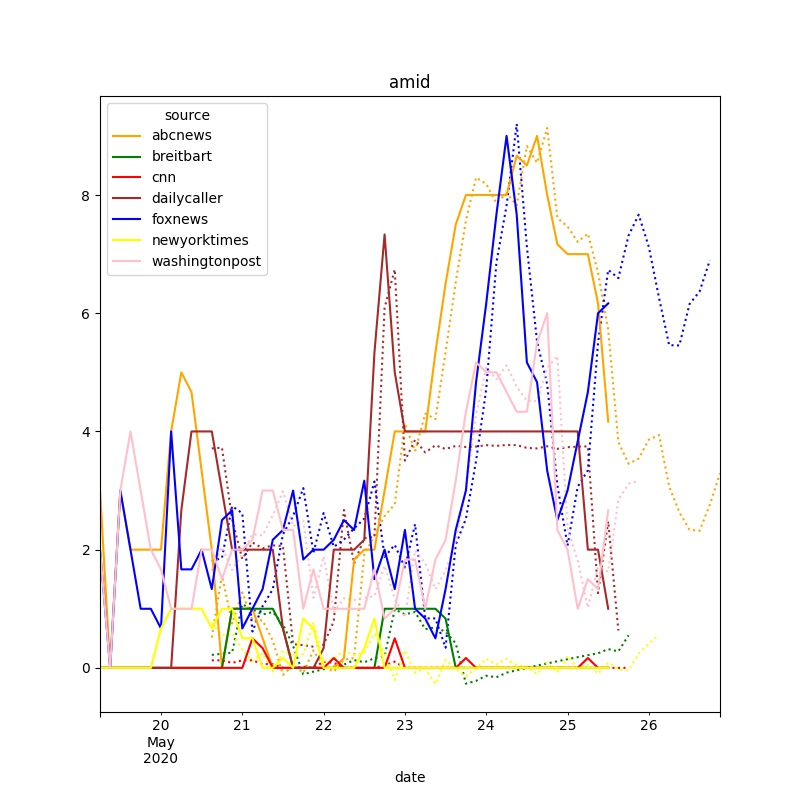 amid
source
abcnews
breitbart
cnn
dailycaller
foxnews
newyorktimes
washingtonpost
8
6
4
2
0
20 21 22 23 24 25 26
May
2020
date